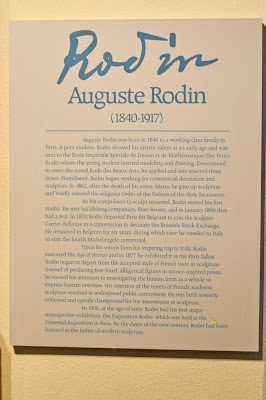 Rodin
Auguste Rodin
(1840-1917)
Auguste Rodin was born in 1840 to a working class family in
Paris. A poor student, Rodin showed his artistic talent at an early age and was
sent to the École Impériale Spéciale de Dessin et de Mathématique (the Petite
École) where the young student learned modeling and drawing. Determined
to enter the noted École des Beaux-Arts, he applied and was rejected three
times. Humiliated, Rodin began working for commercial decorators and
sculptors. In 1862, after the death of his sister, Maria, he gave up sculpture
and briefly entered the religious Order of the Fathers of the Holy Sacrament.
As his compulsion to sculpt resumed, Rodin rented his first
studio. He met his lifelong companion, Rose Beuret, and in January 1866 they
had a son. In 1870 Rodin departed Paris for Belgium to join the sculptor
Carrier-Belleuse in a commission to decorate the Brussels Stock Exchange.
He remained in Belgium for six years, during which time he traveled to Italy
to visit the fourth Michelangelo centennial.
Upon his return from his inspiring trip to Italy, Rodin
executed the Age of Bronze and in 1877 he exhibited it at the Paris Salon.
Rodin began to depart from the accepted style of French taste in sculpture.
Instead of producing fine-lined, allegorical figures in rococo inspired poses,
he turned his attention to investigating the human form as a vehicle to
express human emotion. His rejection of the tenets of French academic
sculpture resulted in widespread public controversy. He was both severely
criticized and openly championed for his innovations in sculpture.
In 1900, at the age of sixty, Rodin had his first major
retrospective exhibition, the Exposition Rodin, which was held at the
Universal Exposition in Paris. By the dawn of the new century, Rodin had been
honored as the father of modern sculpture.